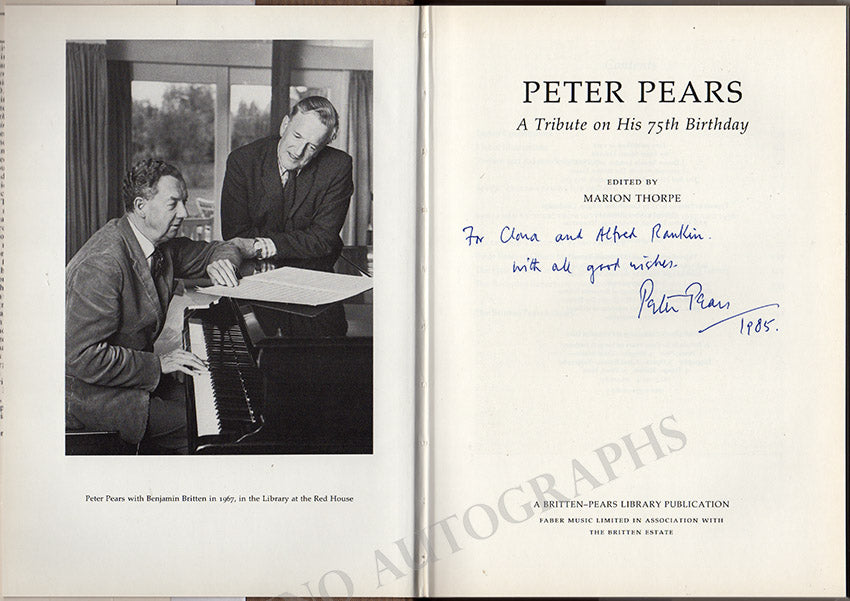 Peter Pears with Benjamin Britten in 1967, in the Library at the Red House
PETER PEARS
A Tribute on His 75th Birthday
EDITED BY
MARION THORPE
For Clona and Alfred Rankin.
with all good wishes.
Peter Pears
1985.
A BRITTEN–PEARS LIBRARY PUBLICATION
FABER MUSIC LIMITED IN ASSOCIATION WITH
THE BRITTEN ESTATE
AUTOGRAPHS